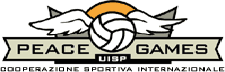 PEACE GAMES
UISP
COOPERAZIONE SPORTIVA INTERNAZIONALE